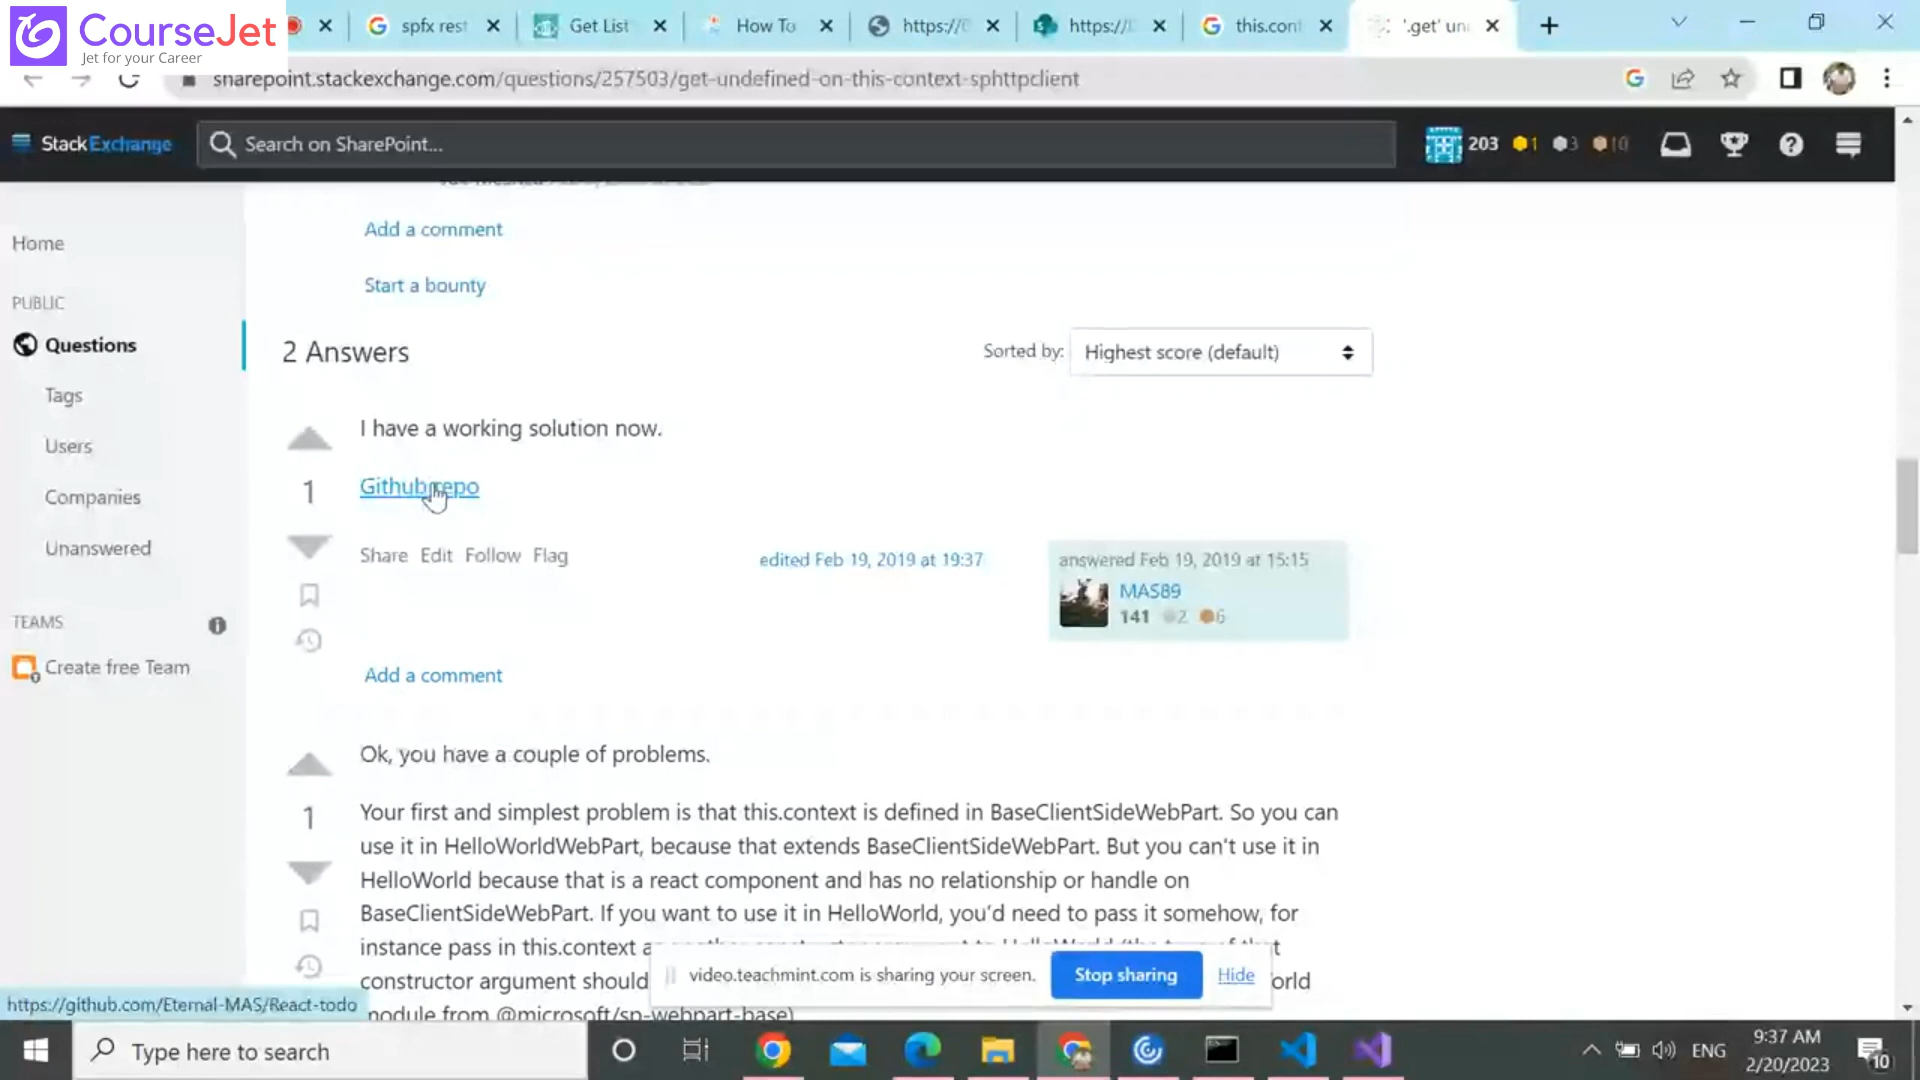 CourseJet
Jet for your Career
spfx rest
Get List
How To
https://
https://
this.cont
'.get' un
sharepoint.stackexchange.com/questions/257503/get-undefined-on-this-context-sphttpclient
StackExchange
Search on SharePoint...
203
1
3
10
Add a comment
Home
Start a bounty
PUBLIC
Questions
2 Answers
Sorted by:
Highest score (default)
Tags
I have a working solution now.
Users
1
Github repo
Companies
Unanswered
Share Edit Follow Flag
edited Feb 19, 2019 at 19:37
answered Feb 19, 2019 at 15:15
MAS89
141
2
6
TEAMS
Create free Team
Add a comment
Ok, you have a couple of problems.
1
Your first and simplest problem is that this.context is defined in BaseClientSideWebPart. So you can
use it in HelloWorldWebPart, because that extends BaseClientSideWebPart. But you can't use it in
HelloWorld because that is a react component and has no relationship or handle on
BaseClientSideWebPart. If you want to use it in HelloWorld, you'd need to pass it somehow, for
instance pass in this.context
constructor argument should
module from @microsoft/sp-webpart-base)
video.teachmint.com is sharing your screen.
Stop sharing
Hide
https://github.com/Eternal-MAS/React-todo
Type here to search
ENG
9:37 AM
2/20/2023
10